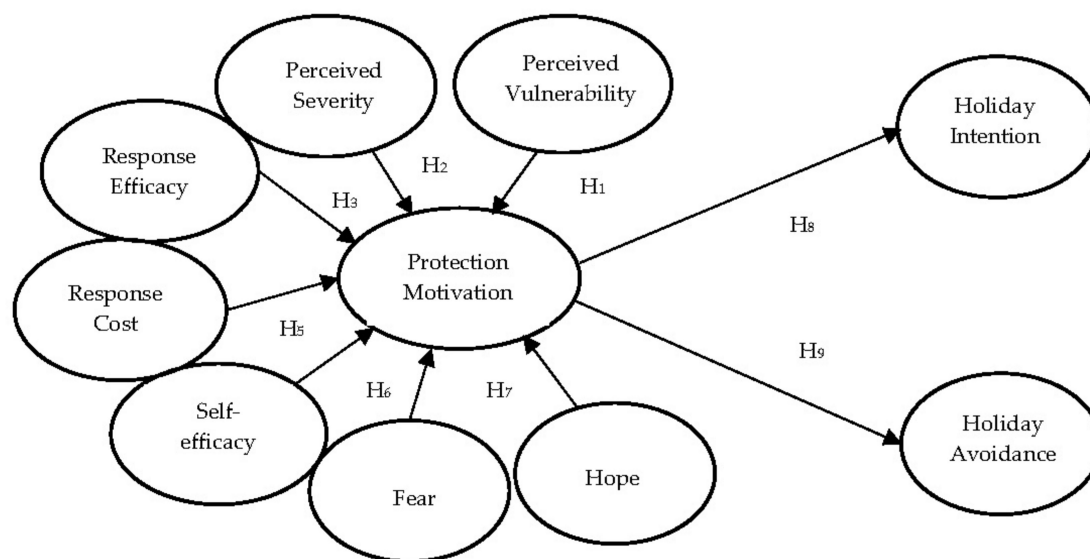 Perceived
Severity
Perceived
Vulnerability
Holiday
Intention
Response
Efficacy
H2
H1
H3
H8
Protection
Motivation
Response
Cost
H5
H9
H6
H7
Self-
efficacy
Holiday
Avoidance
Fear
Hope